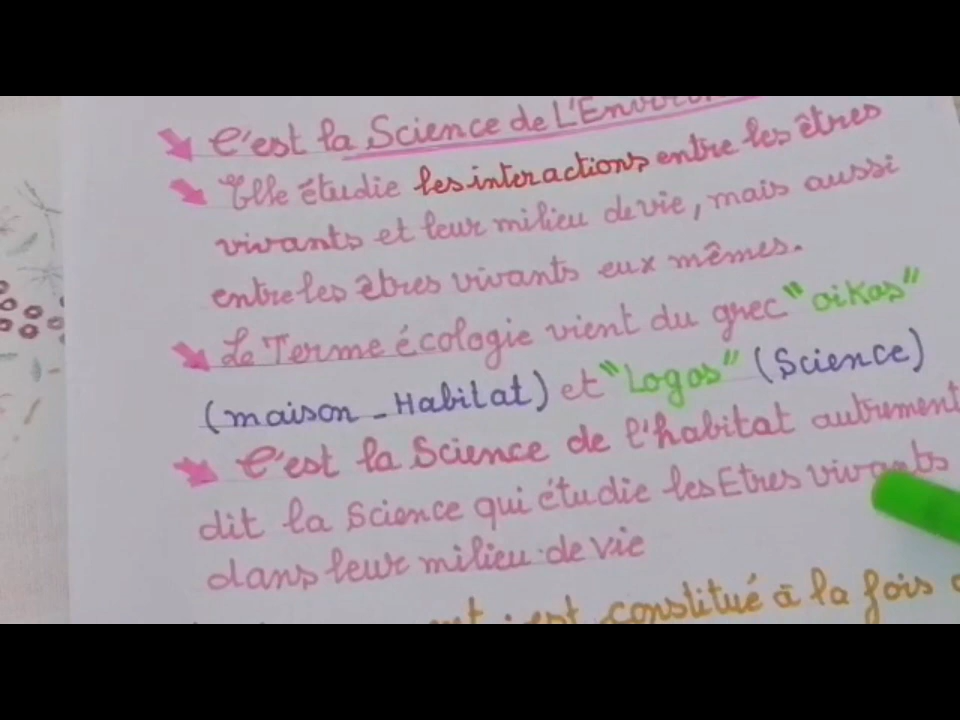 C'est la Science de L'Environ
Elle étudie les interactions entre les êtres
vivants et leur milieu de vie, mais aussi
entre les êtres vivants eux mêmes.
Le Terme écologie vient du grec "oikos"
(maison - Habitat) et "Logos" (Science)
C'est la Science de l'habitat autrement
dit la Science qui étudie les Etres vivants
dans leur milieu de vie
est constitué à la fois